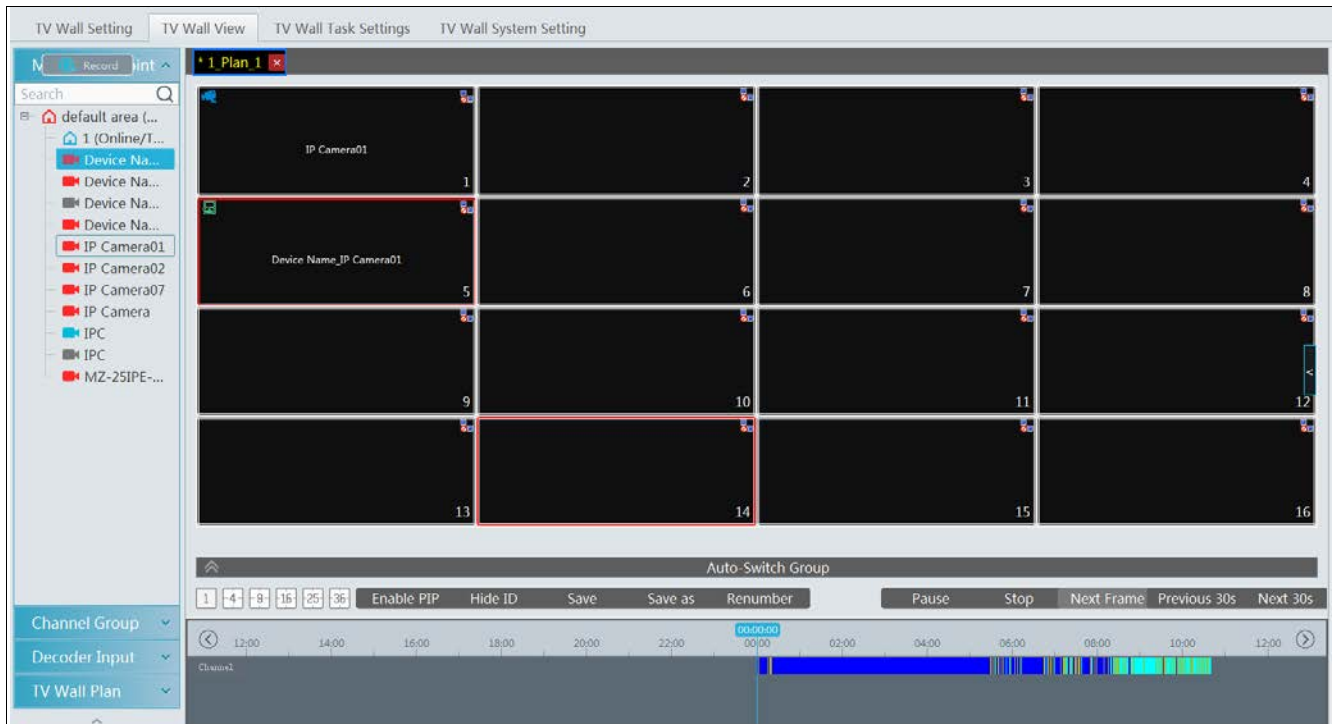 TV Wall Setting TV Wall View TV Wall Task Settings TV Wall System Setting
Record
* 1_Plan_1
Search
default area (...
1 (Online/T...
Device Na...
Device Na...
Device Na...
Device Na...
IP Camera01
IP Camera02
IP Camera07
IP Camera
IPC
IPC
MZ-25IPE-...
Channel Group
Decoder Input
TV Wall Plan
IP Camera01
1 2 3 4
Device Name_IP Camera01
5 6 7 8
9 10 11 12
13 14 15 16
Auto-Switch Group
1 4 8 16 25 36 Enable PIP Hide ID Save Save as Renumber Pause Stop Next Frame Previous 30s Next 30s
00:00:00
12:00 14:00 16:00 18:00 20:00 22:00 00:00 02:00 04:00 06:00 08:00 10:00 12:00
Channel